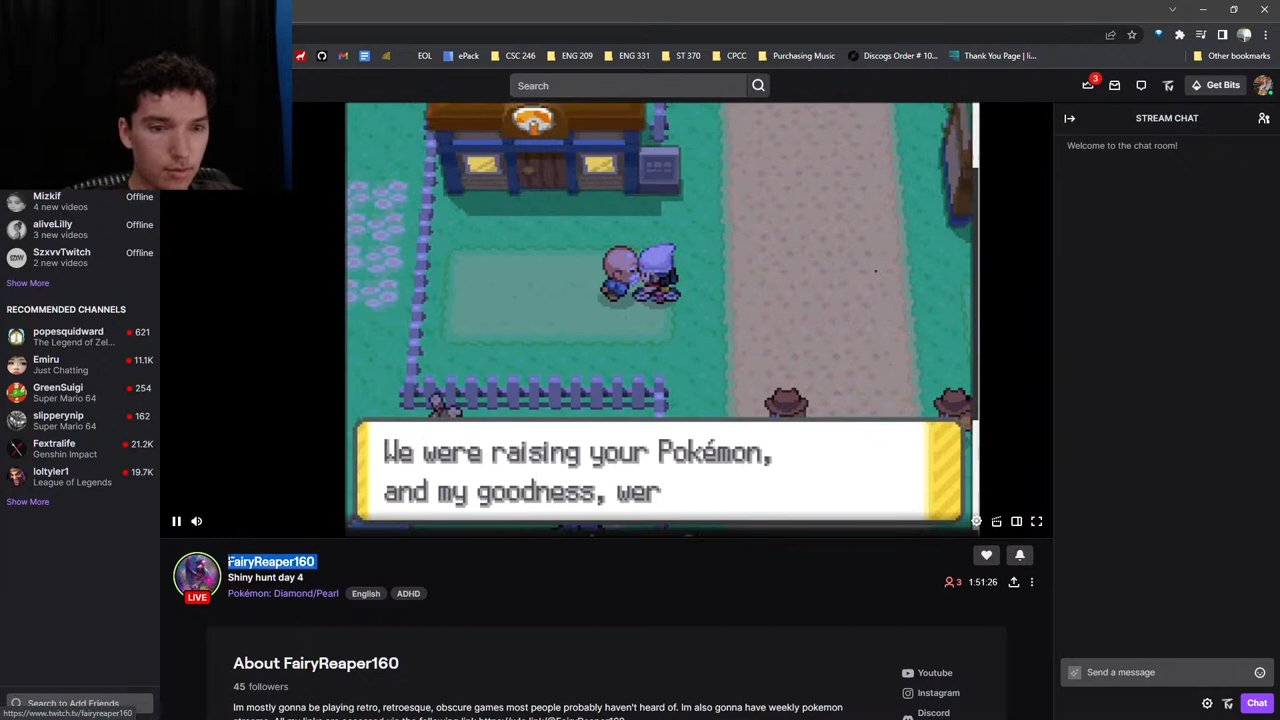 EOL
ePack
CSC 246
ENG 209
ENG 331
ST 370
CPCC
Purchasing Music
Discogs Order # 10...
Thank You Page | i...
Other bookmarks
Search
3
Get Bits
Mizkif
Offline
4 new videos
aliveLilly
Offline
3 new videos
SzxvvTwitch
Offline
2 new videos
Show More
RECOMMENDED CHANNELS
popesquidward
621
The Legend of Zel...
Emiru
11.1K
Just Chatting
GreenSuigi
254
Super Mario 64
slipperynip
162
Super Mario 64
Fextralife
21.2K
Genshin Impact
loltyler1
19.7K
League of Legends
Show More
Search to Add Friends
https://www.twitch.tv/fairyreaper160
We were raising your Pokémon,
and my goodness, wer
FairyReaper160
Shiny hunt day 4
Pokémon: Diamond/Pearl
English
ADHD
LIVE
3
1:51:26
About FairyReaper160
45 followers
Im mostly gonna be playing retro, retroesque, obscure games most people probably haven't heard of. Im also gonna have weekly pokemon
Youtube
Instagram
Discord
STREAM CHAT
Welcome to the chat room!
Send a message
Chat